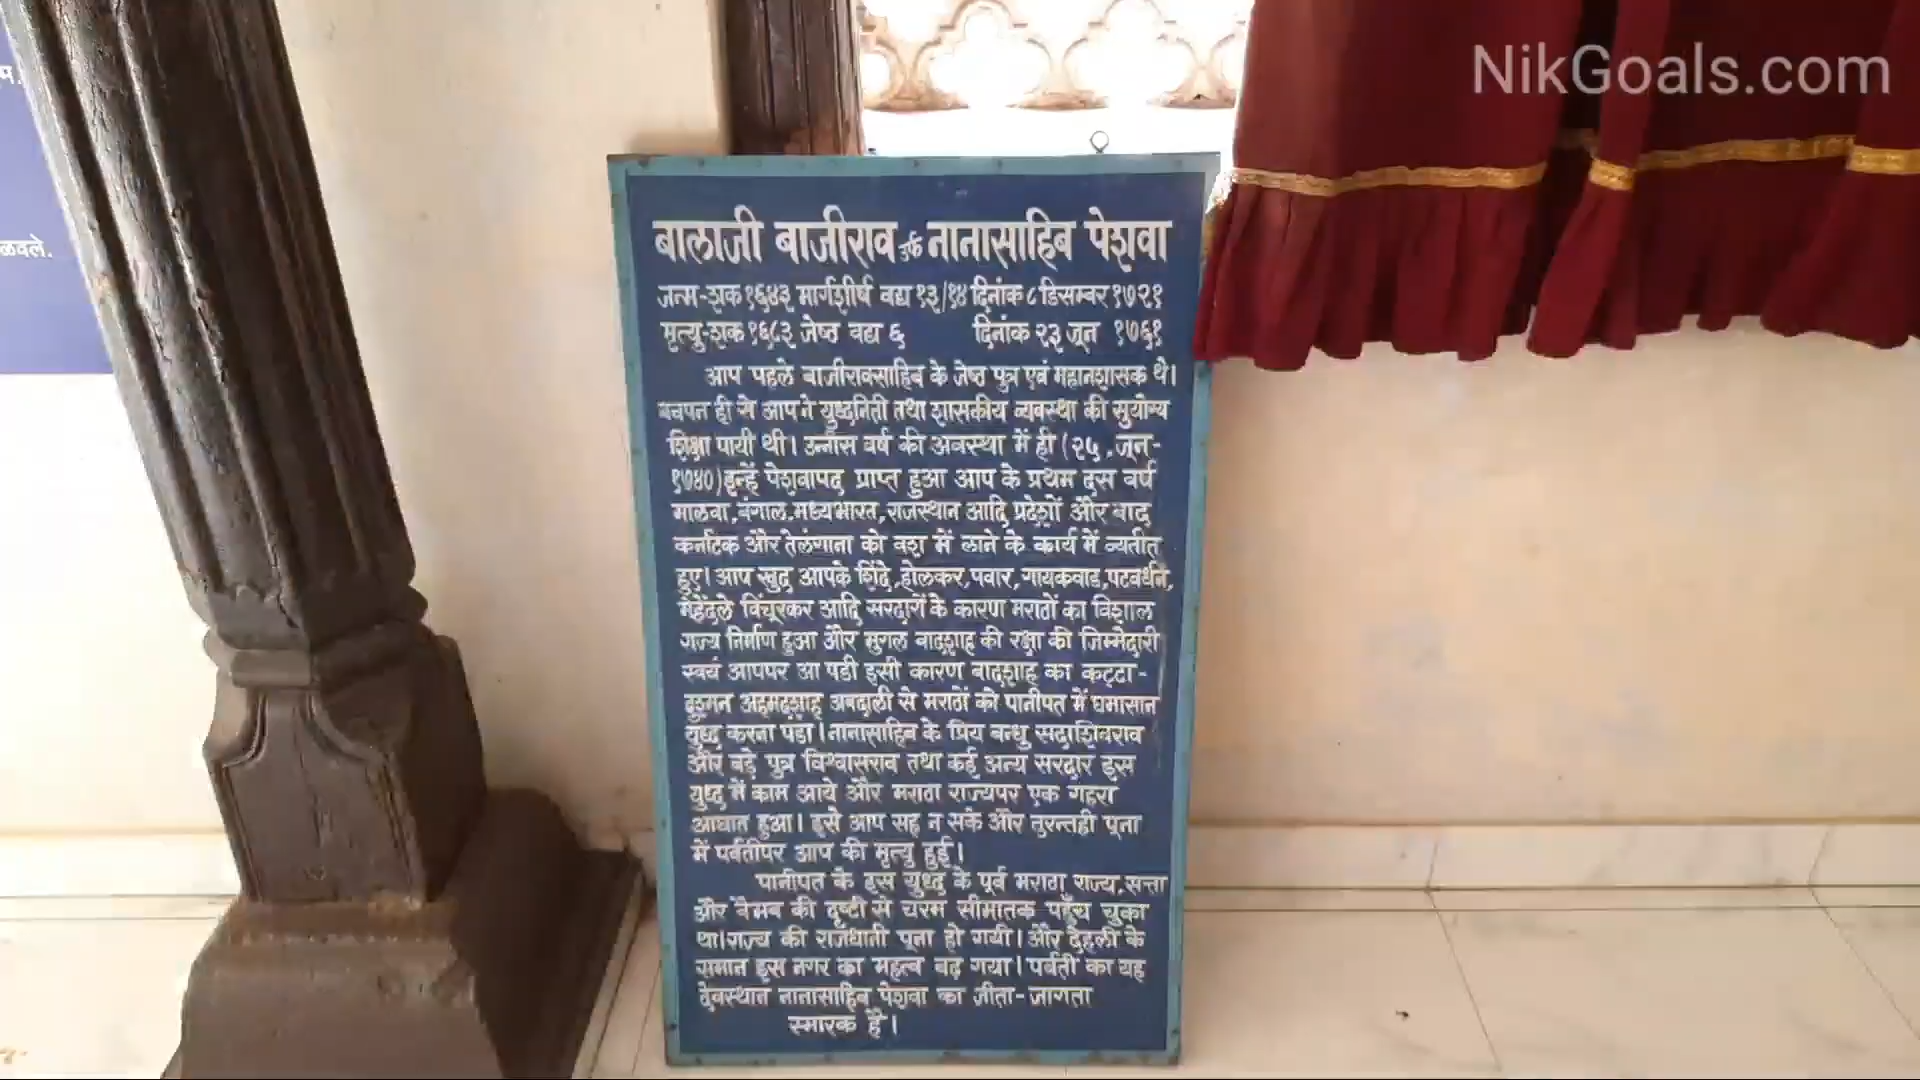 NikGoals.com
म.
ळवले.
बालाजी बाजीराव उर्फ नानासाहिब पेशवा
जन्म-शक १६४३ मार्गशीर्ष वद्य १३/१४ दिनांक ८ डिसम्बर १७२१
मृत्यु-शक १६८३ जेष्ठ वद्य ६ दिनांक २३ जून १७६१
आप पहले बाजीरावसाहिब के जेष्ठ पुत्र एवं महानशासक थे।
बचपन ही से आपने युध्दनिती तथा शासकीय व्यवस्था की सुयोग्य
शिक्षा पायी थी। उन्नीस वर्ष की अवस्था में ही (२५, जून-
१७४०) इन्हें पेशवापद प्राप्त हुआ आप के प्रथम दस वर्ष
मालवा, बंगाल, मध्यभारत, राजस्थान आदि प्रदेशों और बाद
कर्नाटक और तेलंगाना को वश में लाने के कार्य में व्यतीत
हुए। आप खुद आपके शिंदे, होलकर, पवार, गायकवाड, पटवर्धन,
मेहेंदले विंचूरकर आदि सरदारों के कारण मराठों का विशाल
राज्य निर्माण हुआ और मुगल बादशाह की रक्षा की जिम्मेदारी
स्वयं आपपर आ पडी इसी कारण बादशाह का कट्टा-
दुश्मन अहमदशाह अबदाली से मराठों को पानीपत में घमासान
युध्द करना पडा। नानासाहिब के प्रिय बन्धु सदाशिवराव
और बडे पुत्र विश्वासराव तथा कई अन्य सरदार इस
युध्द में काम आये और मराठा राज्यपर एक गहरा
आघात हुआ। इसे आप सह न सके और तुरन्तही पूना
में पर्वतीपर आप की मृत्यु हुई।
पानीपत के इस युध्द के पूर्व मराठा राज्य, सत्ता
और वैभव की दृष्टी से चरम सीमातक पहुँच चुका
था। राज्य की राजधानी पूना हो गयी। और देहली के
समान इस नगर का महत्व बढ गया। पर्वती का यह
देवस्थान नानासाहिब पेशवा का जीता-जागता
स्मारक है।